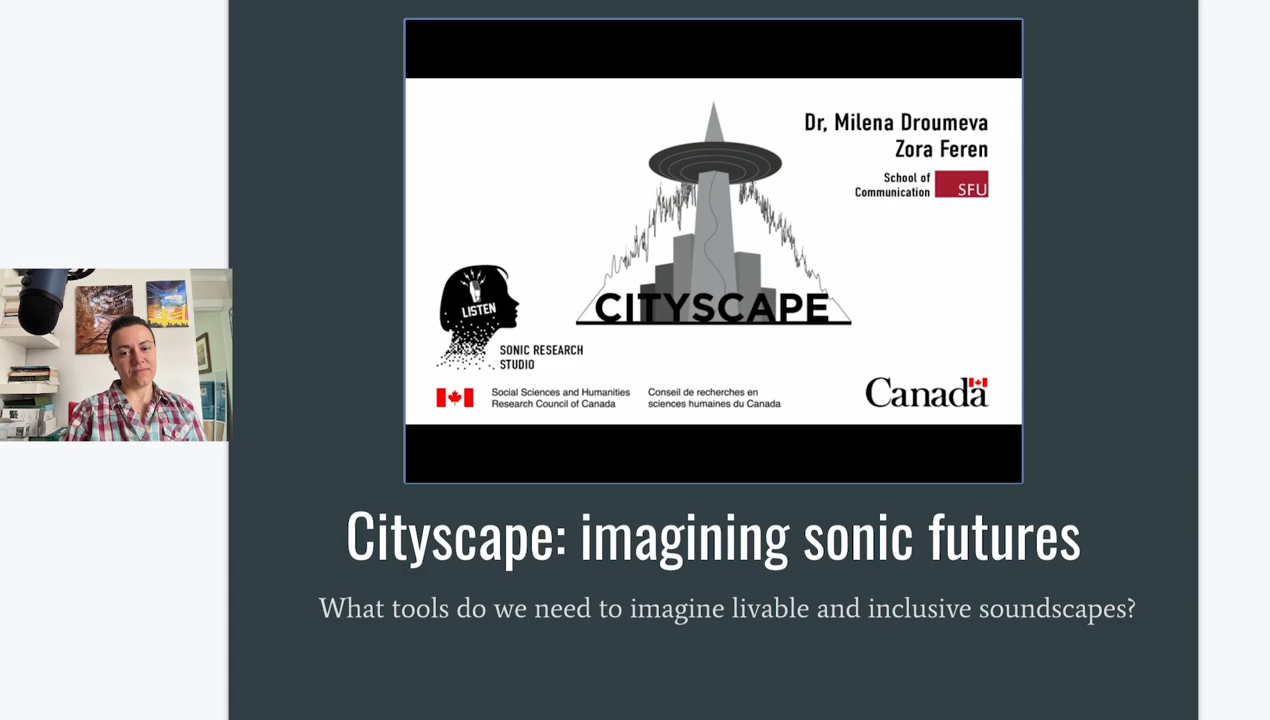 Dr, Milena Droumeva
Zora Feren
School of
Communication
SFU
CITYSCAPE
LISTEN
SONIC RESEARCH
STUDIO
Social Sciences and Humanities
Research Council of Canada
Conseil de recherches en
sciences humaines du Canada
Canada
Cityscape: imagining sonic futures
What tools do we need to imagine livable and inclusive soundscapes?